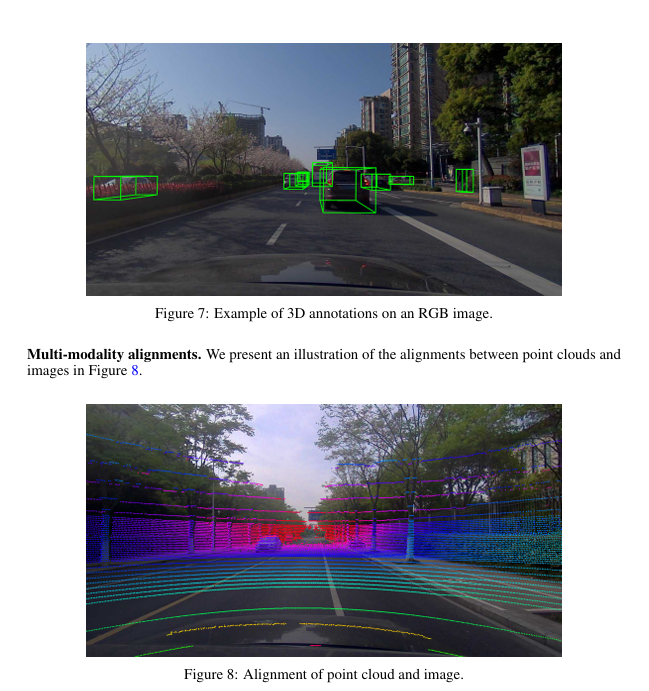 Figure 7: Example of 3D annotations on an RGB image.
Multi-modality alignments. We present an illustration of the alignments between point clouds and
images in Figure 8.
Figure 8: Alignment of point cloud and image.